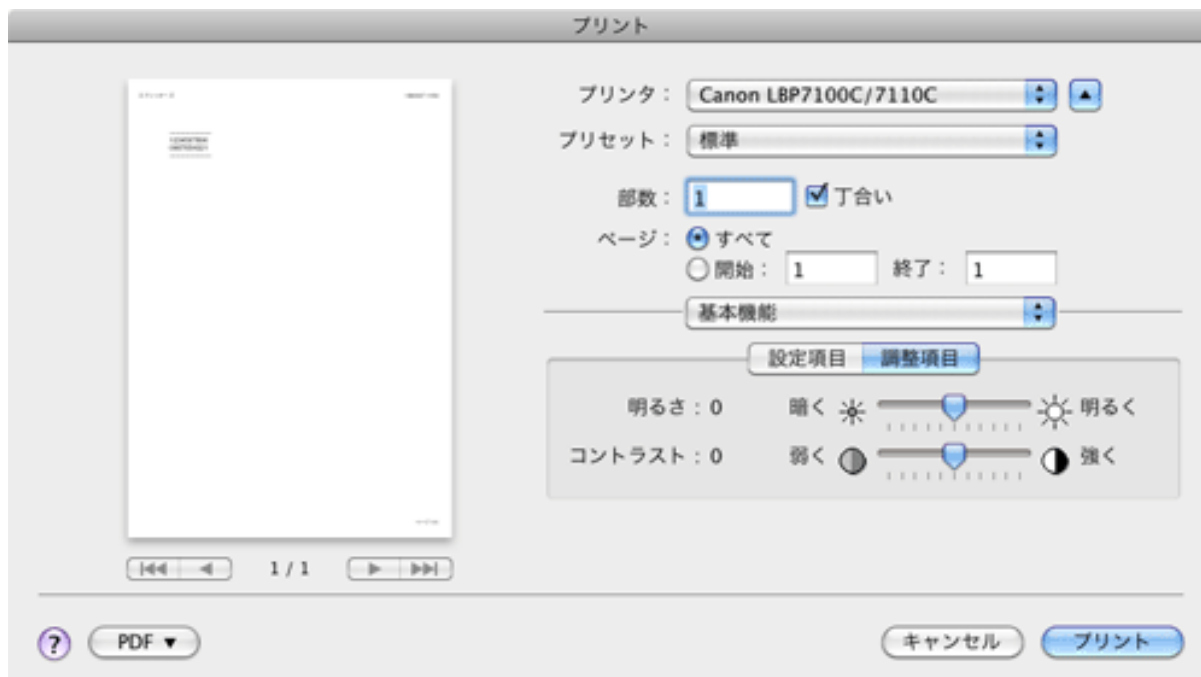 プリント
プリンタ： Canon LBP7100C/7110C
プリセット： 標準
部数： 1 丁合い
ページ： すべて
開始： 1 終了： 1
基本機能
設定項目 調整項目
明るさ：0 暗く 明るく
コントラスト：0 弱く 強く
1 / 1
? PDF ▼ キャンセル プリント